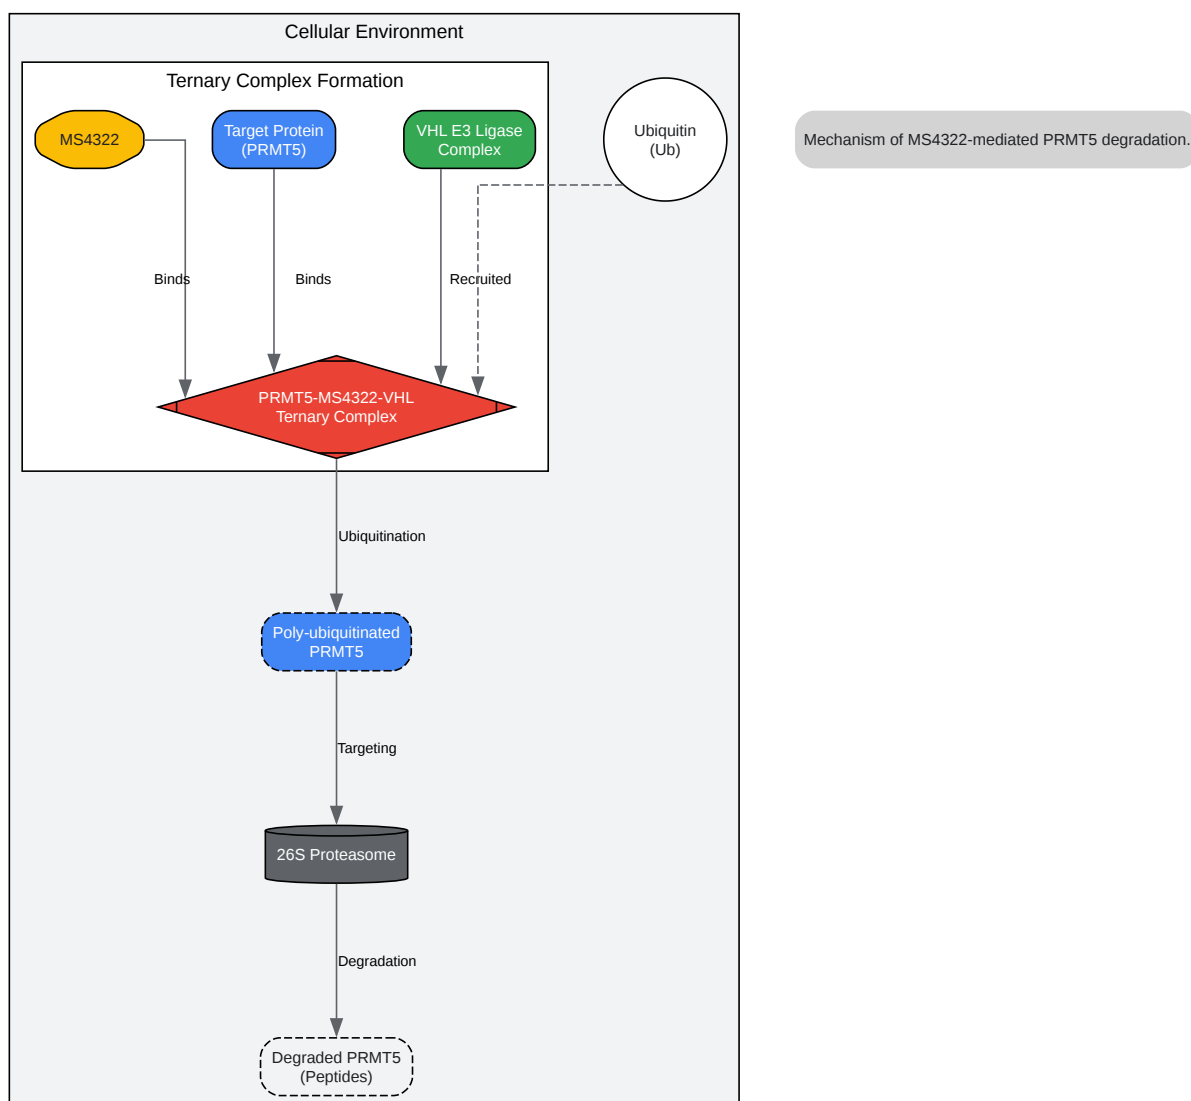 Cellular Environment
Ternary Complex Formation
MS4322
Target Protein
(PRMT5)
VHL E3 Ligase
Complex
Ubiquitin
(Ub)
Mechanism of MS4322-mediated PRMT5 degradation.
Binds
Binds
Recruited
PRMT5-MS4322-VHL
Ternary Complex
Ubiquitination
Poly-ubiquitinated
PRMT5
Targeting
26S Proteasome
Degradation
Degraded PRMT5
(Peptides)